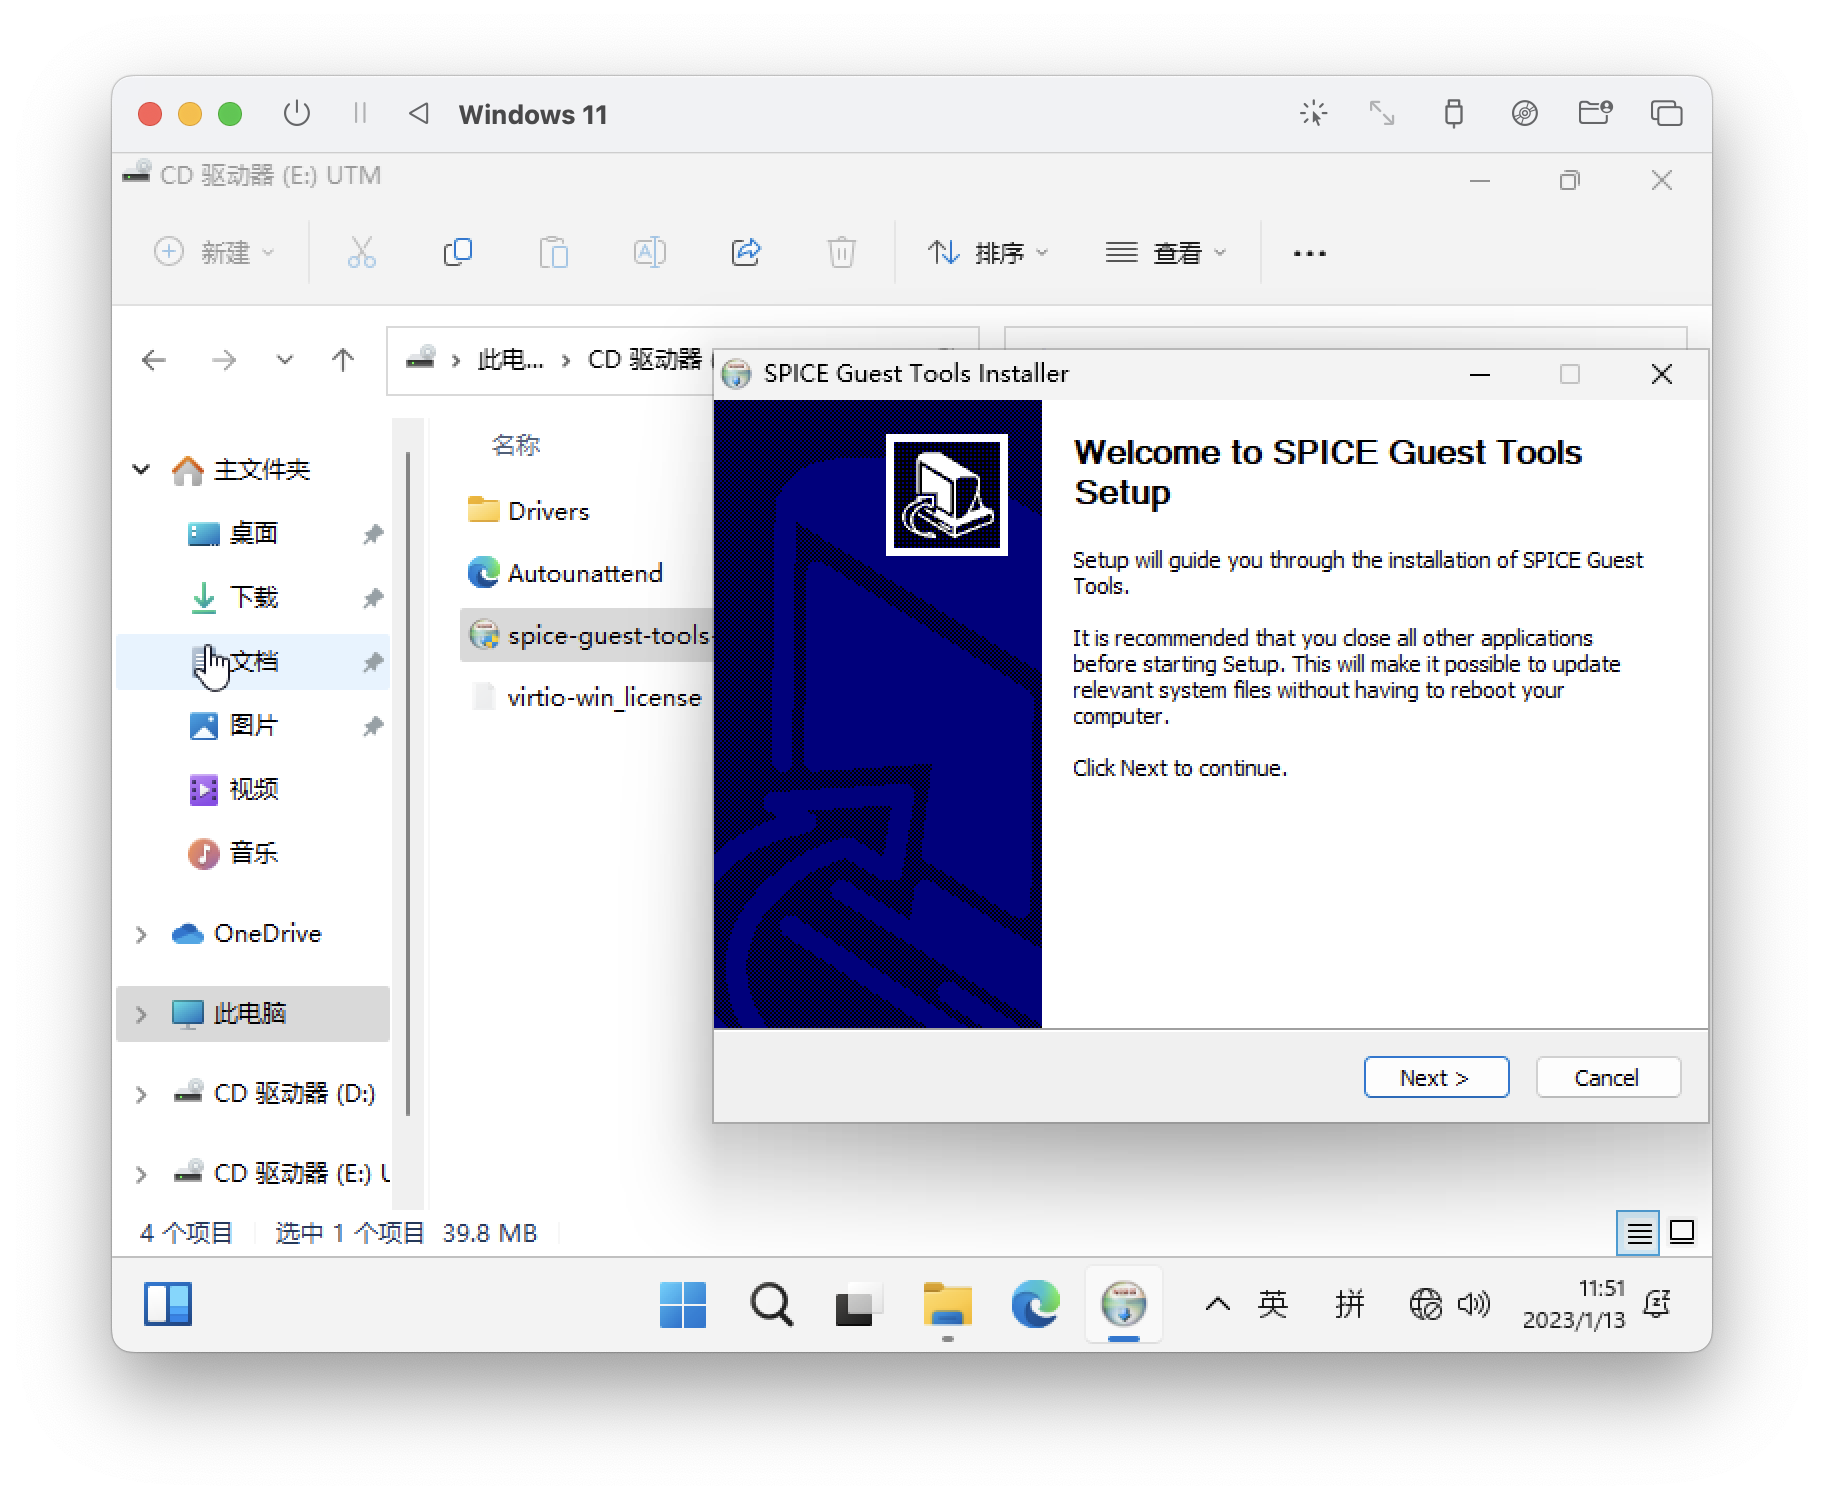 Windows 11
CD 驱动器 (E:) UTM
新建
排序
查看
此电...
CD 驱动器
SPICE Guest Tools Installer
名称
主文件夹
桌面
下载
文档
图片
视频
音乐
OneDrive
此电脑
CD 驱动器 (D:)
CD 驱动器 (E:) U
Drivers
Autounattend
spice-guest-tools-
virtio-win_license
Welcome to SPICE Guest Tools
Setup
Setup will guide you through the installation of SPICE Guest
Tools.
It is recommended that you close all other applications
before starting Setup. This will make it possible to update
relevant system files without having to reboot your
computer.
Click Next to continue.
Next >
Cancel
4 个项目
选中 1 个项目 39.8 MB
英
拼
11:51
2023/1/13